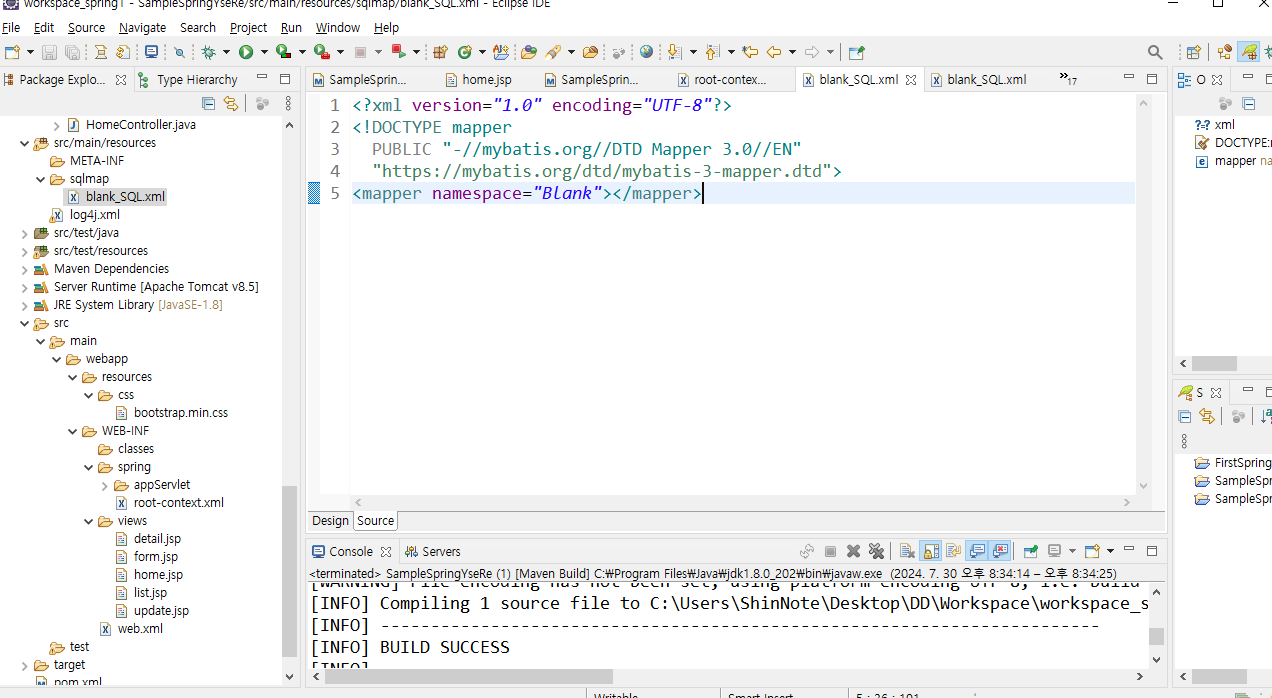 workspace_spring1 - SampleSpringYseRe/src/main/resources/sqlmap/blank_SQL.xml - Eclipse IDE
File Edit Source Navigate Search Project Run Window Help
Package Explo... Type Hierarchy
HomeController.java
src/main/resources
META-INF
sqlmap
blank_SQL.xml
log4j.xml
src/test/java
src/test/resources
Maven Dependencies
Server Runtime [Apache Tomcat v8.5]
JRE System Library [JavaSE-1.8]
src
main
webapp
resources
css
bootstrap.min.css
WEB-INF
classes
spring
appServlet
root-context.xml
views
detail.jsp
form.jsp
home.jsp
list.jsp
update.jsp
web.xml
test
target
pom.xml
SampleSprin... home.jsp SampleSprin... root-contex... blank_SQL.xml blank_SQL.xml »17
1 <?xml version="1.0" encoding="UTF-8"?>
2 <!DOCTYPE mapper
3 PUBLIC "-//mybatis.org//DTD Mapper 3.0//EN"
4 "https://mybatis.org/dtd/mybatis-3-mapper.dtd">
5 <mapper namespace="Blank"></mapper>
Design Source
Console Servers
<terminated> SampleSpringYseRe (1) [Maven Build] C:₩Program Files₩Java₩jdk1.8.0_202₩bin₩javaw.exe (2024. 7. 30 오후 8:34:14 – 오후 8:34:25)
[WARNING] File encoding has not been set, using platform encoding UTF-8, i.e. build
[INFO] Compiling 1 source file to C:\Users\ShinNote\Desktop\DD\Workspace\workspace_s
[INFO] ------------------------------------------------------------------------
[INFO] BUILD SUCCESS
[INFO]
O
?=? xml
DOCTYPE:
e mapper na
S
FirstSpring
SampleSpr
SampleSpr
Writable Smart Insert 5 : 36 : 191